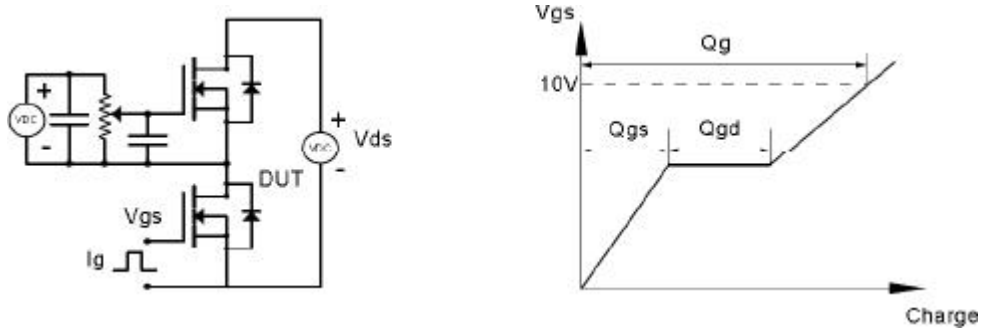 +
VDC
-
+
VDC
-
Vds
DUT
Vgs
Ig
Vgs
Qg
10V
Qgs
Qgd
Charge